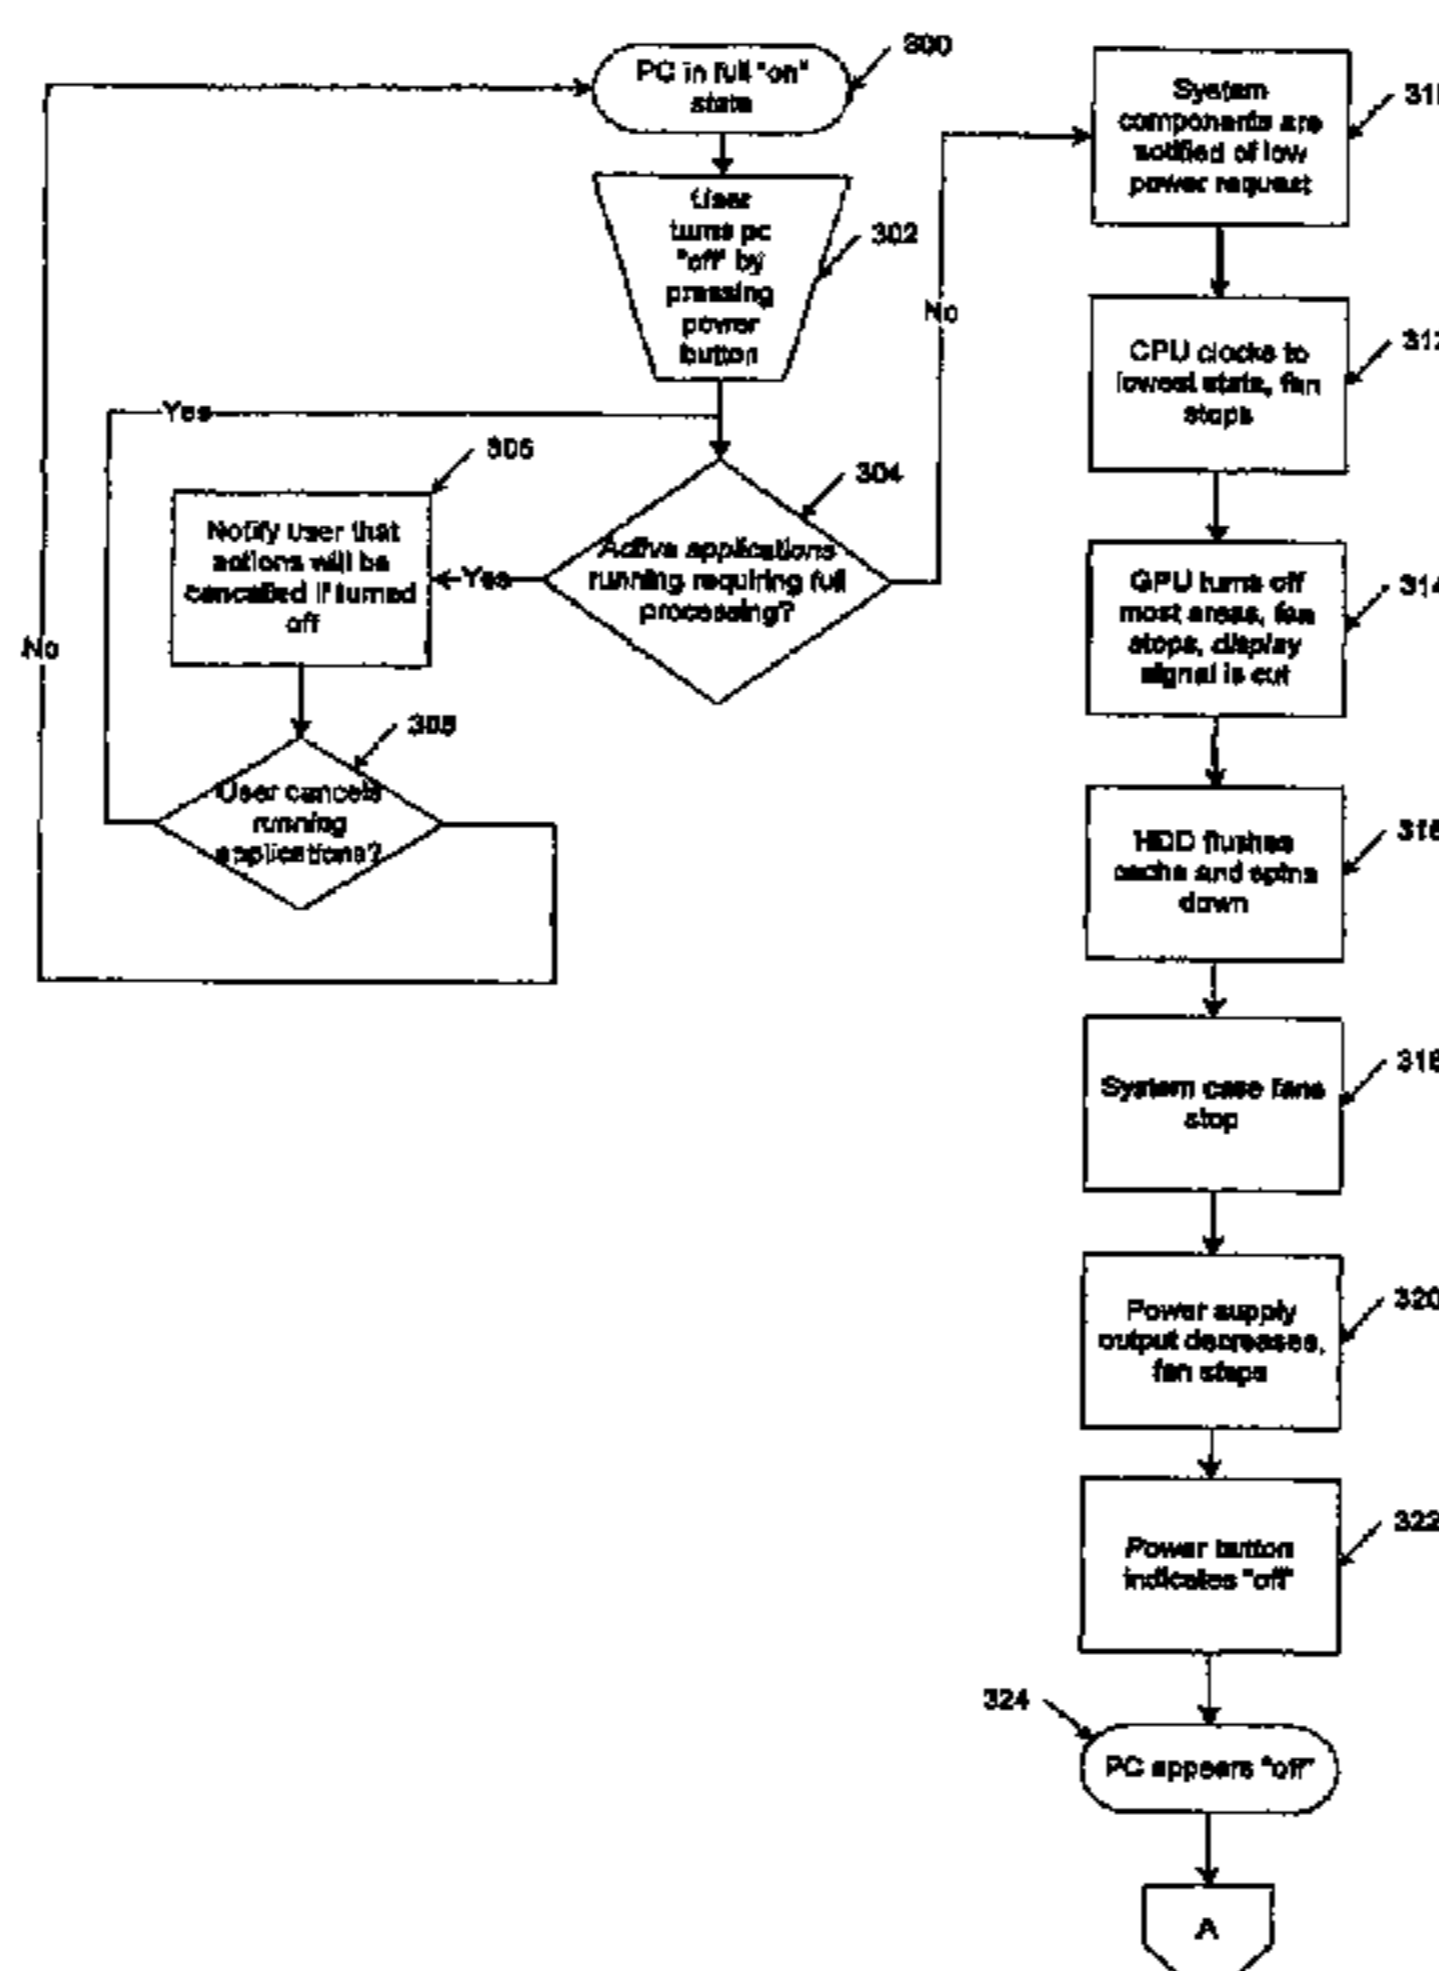 300
PC in full "on"
state
User
turns pc
"off" by
pressing
power
button
302
Yes
304
Active applications
running requiring full
processing?
Yes
No
306
Notify user that
actions will be
cancelled if turned
off
No
308
User cancels
running
applications?
System
components are
notified of low
power request
CPU clocks to
lowest state, fan
stops
GPU turns off
most areas, fan
stops, display
signal is cut
314
HDD flushes
cache and spins
down
316
System case fans
stop
318
Power supply
output decreases,
fan stops
320
Power button
indicates "off"
322
324
PC appears "off"
A